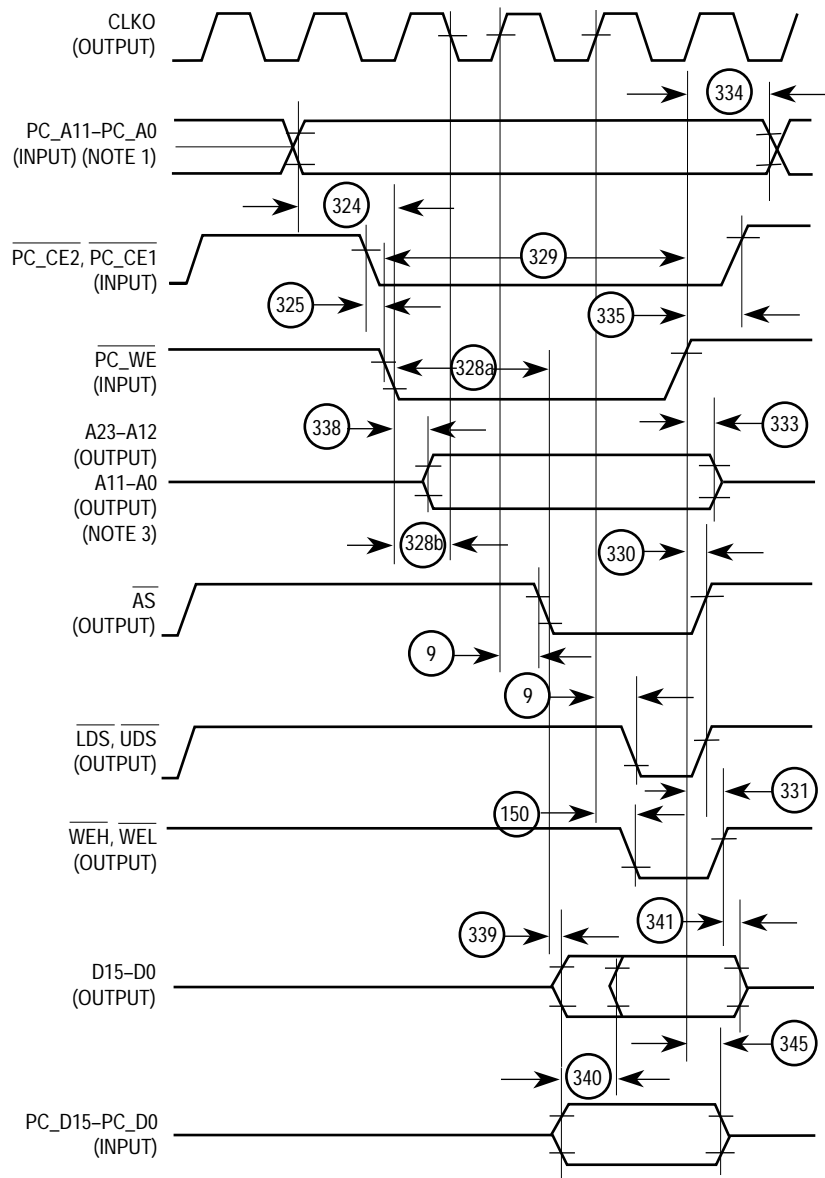 CLKO
(OUTPUT)
334
PC_A11–PC_A0
(INPUT) (NOTE 1)
324
PC_CE2, PC_CE1
(INPUT)
329
325
335
PC_WE
(INPUT)
328a
338
333
A23–A12
(OUTPUT)
A11–A0
(OUTPUT)
(NOTE 3)
328b
330
AS
(OUTPUT)
9
9
LDS, UDS
(OUTPUT)
331
150
WEH, WEL
(OUTPUT)
339
341
D15–D0
(OUTPUT)
345
340
PC_D15–PC_D0
(INPUT)